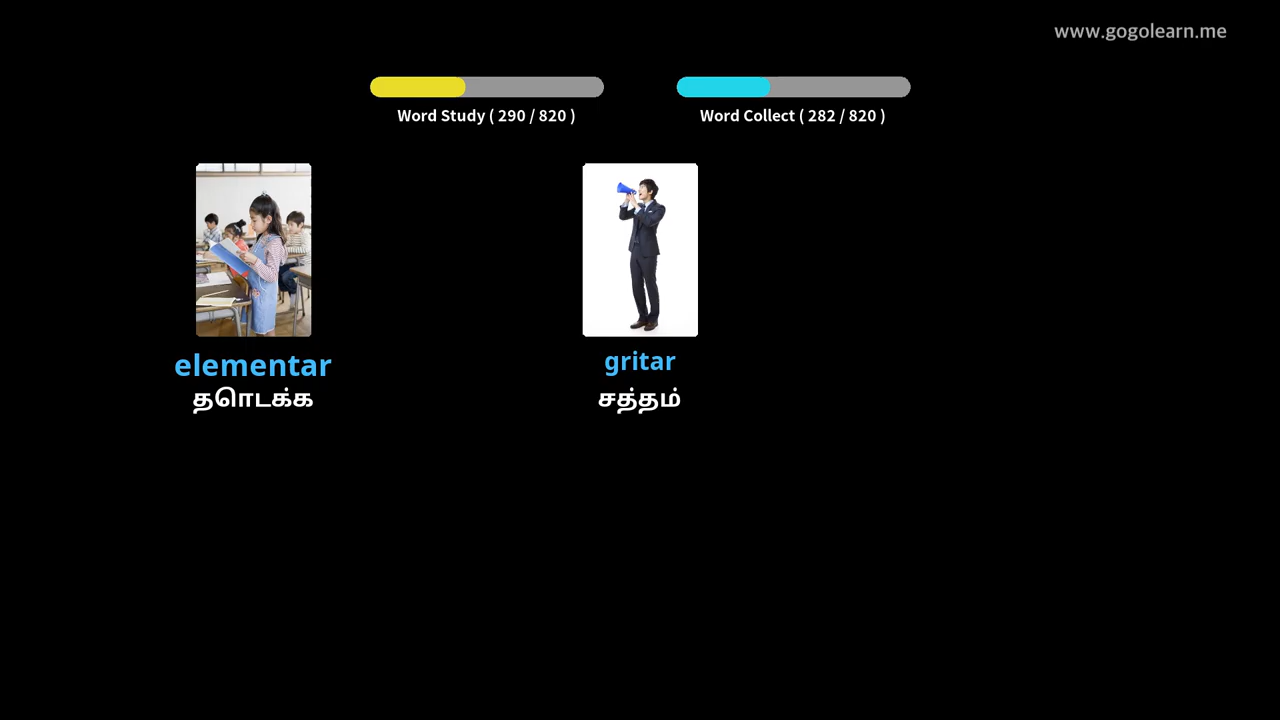 www.gogolearn.me
Word Study ( 290 / 820 )
Word Collect ( 282 / 820 )
elementar
தொடக்க
gritar
சத்தம்